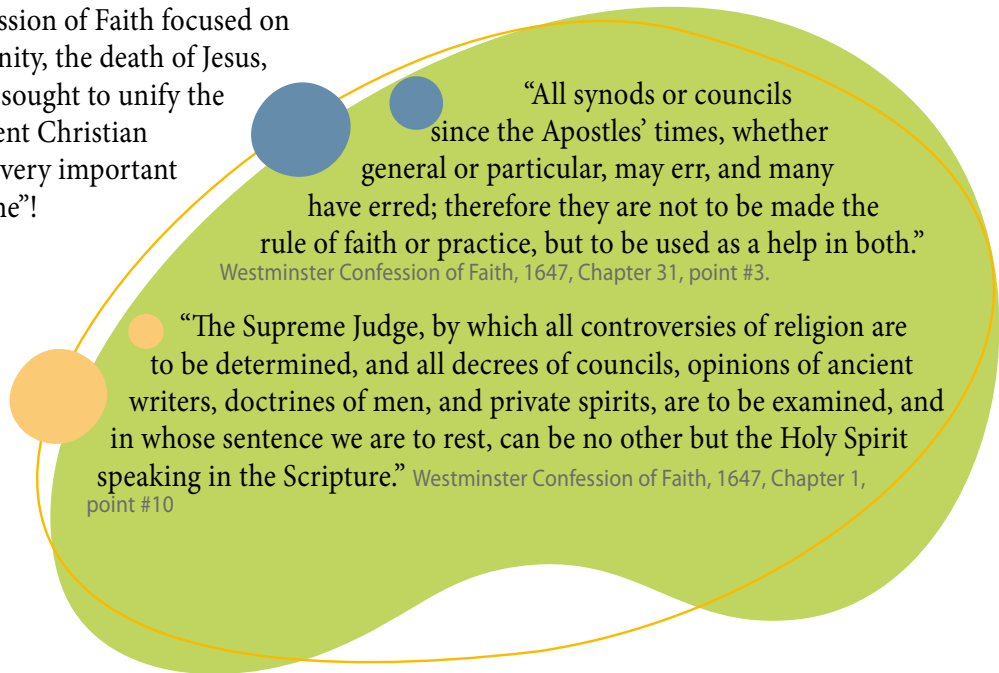 ssion of Faith focused on
nity, the death of Jesus,
sought to unify the
ent Christian
very important
ne”!
“All synods or councils
since the Apostles’ times, whether
general or particular, may err, and many
have erred; therefore they are not to be made the
rule of faith or practice, but to be used as a help in both.”
Westminster Confession of Faith, 1647, Chapter 31, point #3.
“The Supreme Judge, by which all controversies of religion are
to be determined, and all decrees of councils, opinions of ancient
writers, doctrines of men, and private spirits, are to be examined, and
in whose sentence we are to rest, can be no other but the Holy Spirit
speaking in the Scripture.” Westminster Confession of Faith, 1647, Chapter 1,
point #10